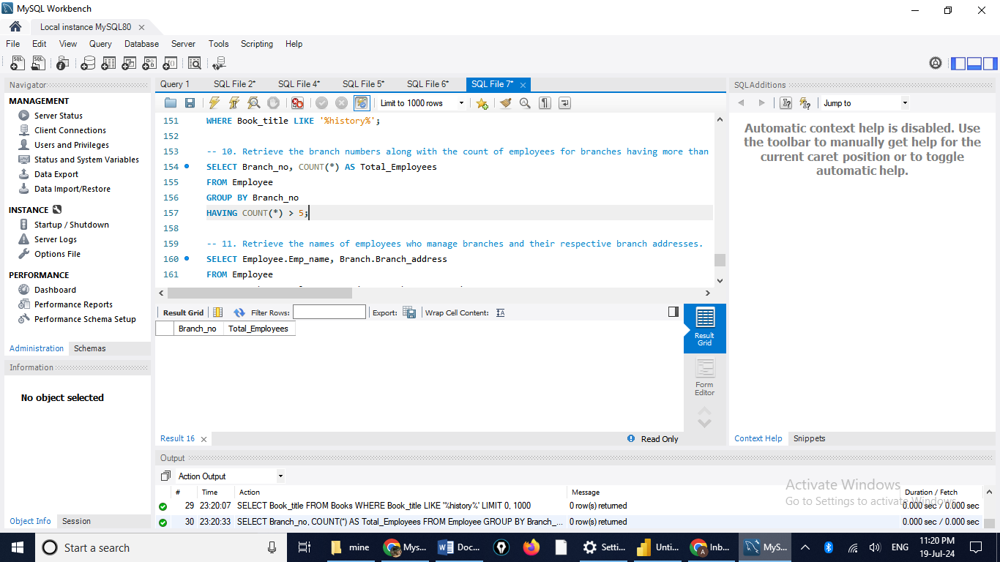 MySQL Workbench
Local instance MySQL80
File Edit View Query Database Server Tools Scripting Help
Navigator
MANAGEMENT
Server Status
Client Connections
Users and Privileges
Status and System Variables
Data Export
Data Import/Restore
INSTANCE
Startup / Shutdown
Server Logs
Options File
PERFORMANCE
Dashboard
Performance Reports
Performance Schema Setup
Administration Schemas
Information
No object selected
Object Info Session
Query 1 SQL File 2* SQL File 4* SQL File 5* SQL File 6* SQL File 7*
Limit to 1000 rows
151 WHERE Book_title LIKE '%history%';
152
153 -- 10. Retrieve the branch numbers along with the count of employees for branches having more than
154 SELECT Branch_no, COUNT(*) AS Total_Employees
155 FROM Employee
156 GROUP BY Branch_no
157 HAVING COUNT(*) > 5;
158
159 -- 11. Retrieve the names of employees who manage branches and their respective branch addresses.
160 SELECT Employee.Emp_name, Branch.Branch_address
161 FROM Employee
Result Grid Filter Rows: Export: Wrap Cell Content:
Branch_no Total_Employees
Result Grid
Form Editor
Result 16 Read Only
SQLAdditions
Jump to
Automatic context help is disabled. Use
the toolbar to manually get help for the
current caret position or to toggle
automatic help.
Context Help Snippets
Output
Action Output
# Time Action Message Duration / Fetch
29 23:20:07 SELECT Book_title FROM Books WHERE Book_title LIKE '%history%' LIMIT 0, 1000 0 row(s) returned 0.000 sec / 0.000 sec
30 23:20:33 SELECT Branch_no, COUNT(*) AS Total_Employees FROM Employee GROUP BY Branch_... 0 row(s) returned 0.000 sec / 0.000 sec
Activate Windows
Go to Settings to activate Windows.
Start a search
mine Mys... Doc... Setti... Unti... Inb... MyS... ENG
11:20 PM
19-Jul-24